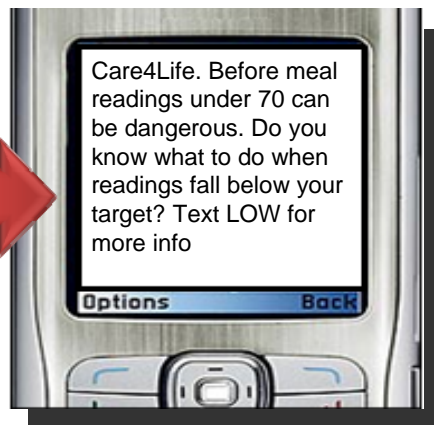 Care4Life. Before meal
readings under 70 can
be dangerous. Do you
know what to do when
readings fall below your
target? Text LOW for
more info
Options Back